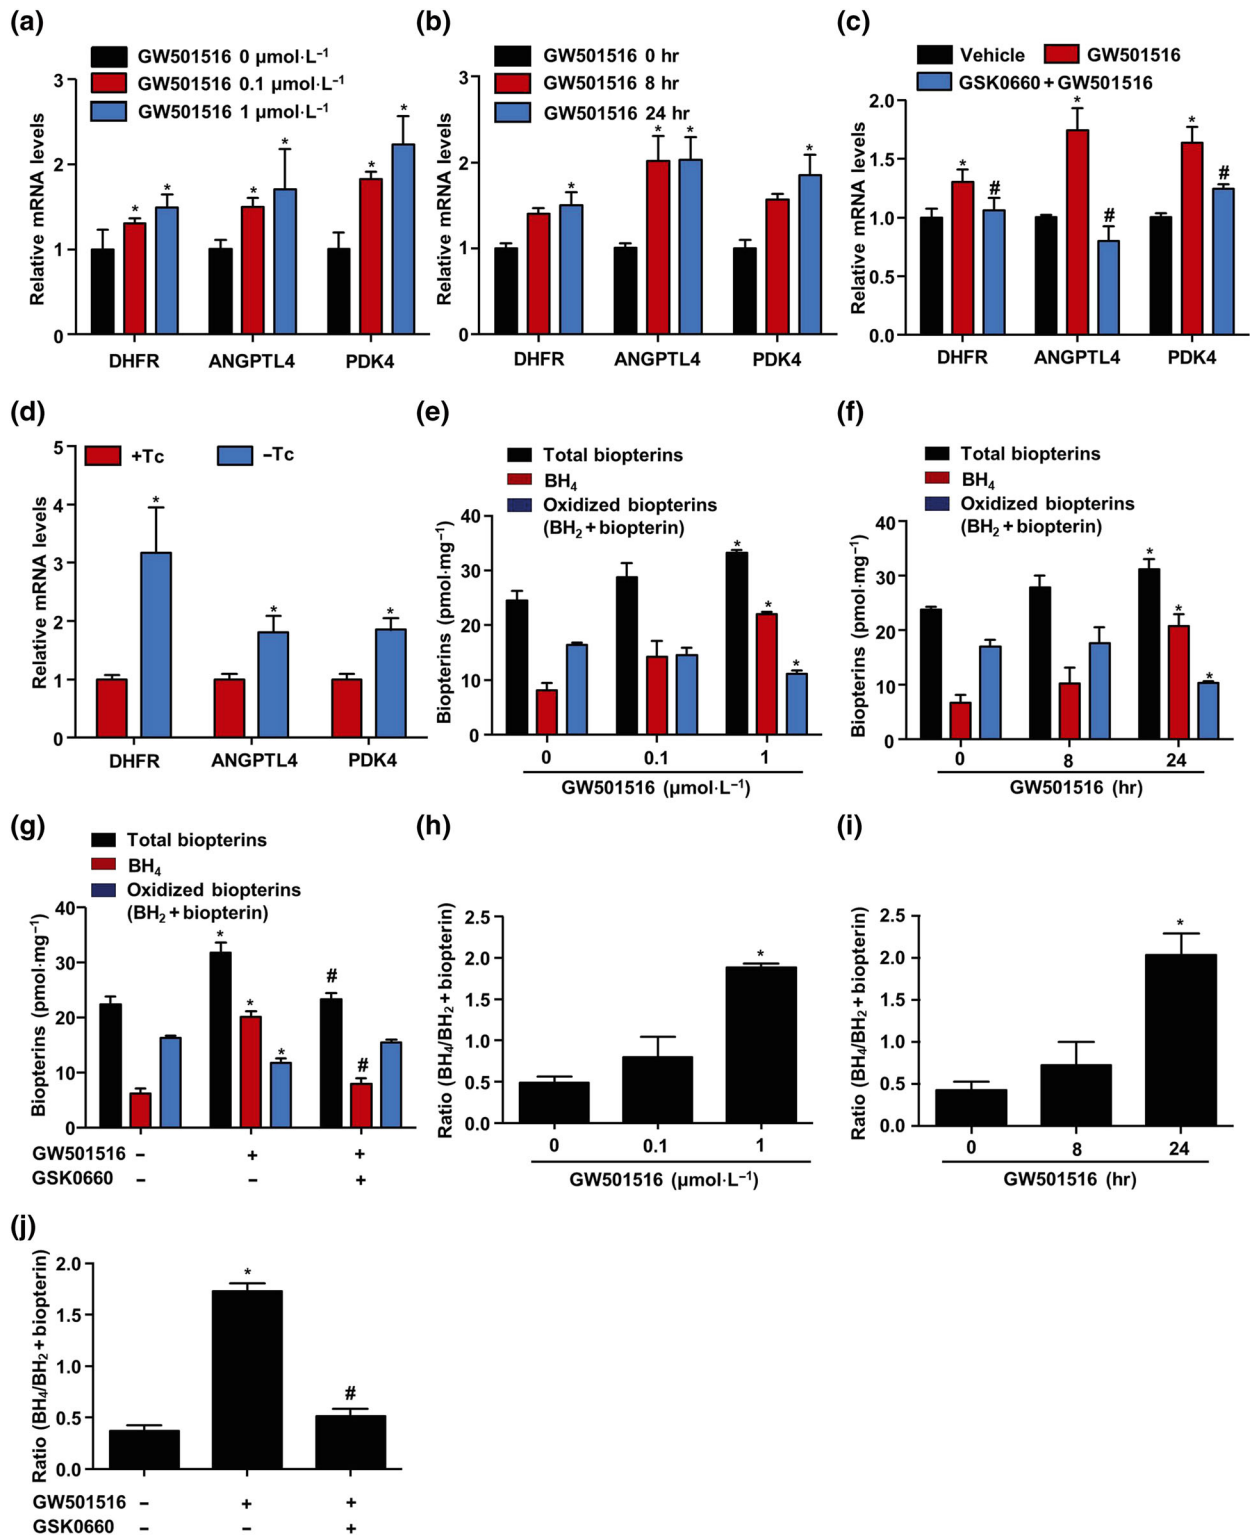 (a)
GW501516 0 µmol·L⁻¹
GW501516 0.1 µmol·L⁻¹
GW501516 1 µmol·L⁻¹
Relative mRNA levels
3
2
1
0
* * * * * *
DHFR ANGPTL4 PDK4
(b)
GW501516 0 hr
GW501516 8 hr
GW501516 24 hr
Relative mRNA levels
3
2
1
0
* * * *
DHFR ANGPTL4 PDK4
(c)
Vehicle GW501516
GSK0660 + GW501516
Relative mRNA levels
2.0
1.5
1.0
0.5
0.0
* # * # * #
DHFR ANGPTL4 PDK4
(d)
+Tc –Tc
Relative mRNA levels
5
4
3
2
1
0
* * *
DHFR ANGPTL4 PDK4
(e)
Total biopterins
BH₄
Oxidized biopterins
(BH₂ + biopterin)
Biopterins (pmol·mg⁻¹)
40
30
20
10
0
* * *
0 0.1 1
GW501516 (µmol·L⁻¹)
(f)
Total biopterins
BH₄
Oxidized biopterins
(BH₂ + biopterin)
Biopterins (pmol·mg⁻¹)
40
30
20
10
0
* * *
0 8 24
GW501516 (hr)
(g)
Total biopterins
BH₄
Oxidized biopterins
(BH₂ + biopterin)
Biopterins (pmol·mg⁻¹)
40
30
20
10
0
* * * # #
GW501516 – + +
GSK0660 – – +
(h)
Ratio (BH₄/BH₂ + biopterin)
2.5
2.0
1.5
1.0
0.5
0.0
*
0 0.1 1
GW501516 (µmol·L⁻¹)
(i)
Ratio (BH₄/BH₂ + biopterin)
2.5
2.0
1.5
1.0
0.5
0.0
*
0 8 24
GW501516 (hr)
(j)
Ratio (BH₄/BH₂ + biopterin)
2.0
1.5
1.0
0.5
0.0
* #
GW501516 – + +
GSK0660 – – +